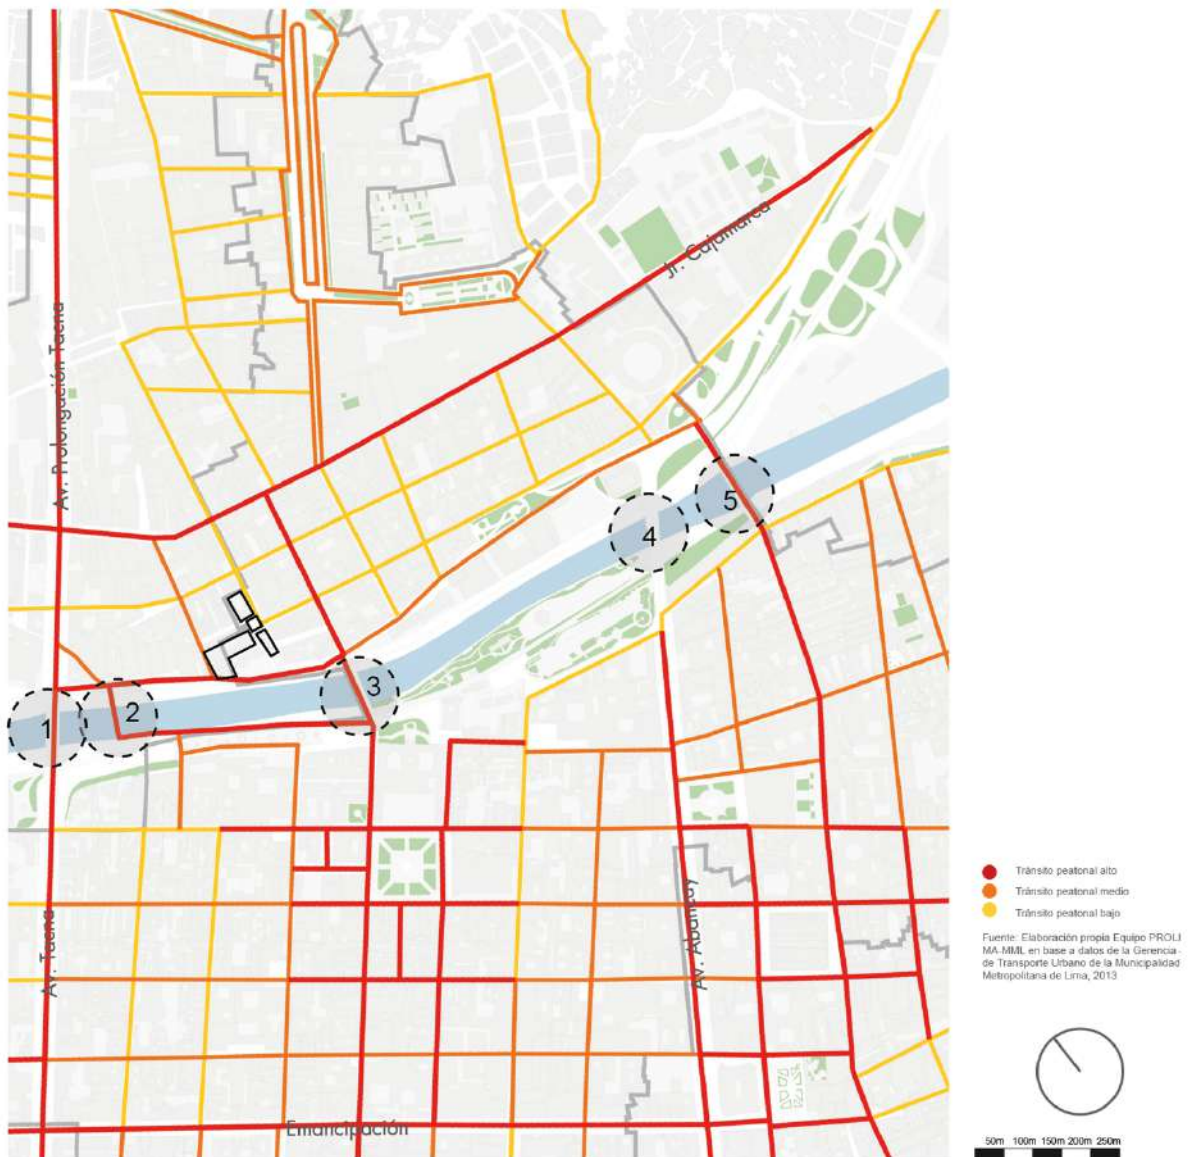 Jr. Cajamarca
Av. Prolongación Tacna
5
4
3
2
1
Tránsito peatonal alto
Tránsito peatonal medio
Tránsito peatonal bajo
Fuente: Elaboración propia Equipo PROLI
MA-MML en base a datos de la Gerencia
de Transporte Urbano de la Municipalidad
Metropolitana de Lima, 2013
Av. Abancay
Av. Tacna
Emancipación
50m 100m 150m 200m 250m